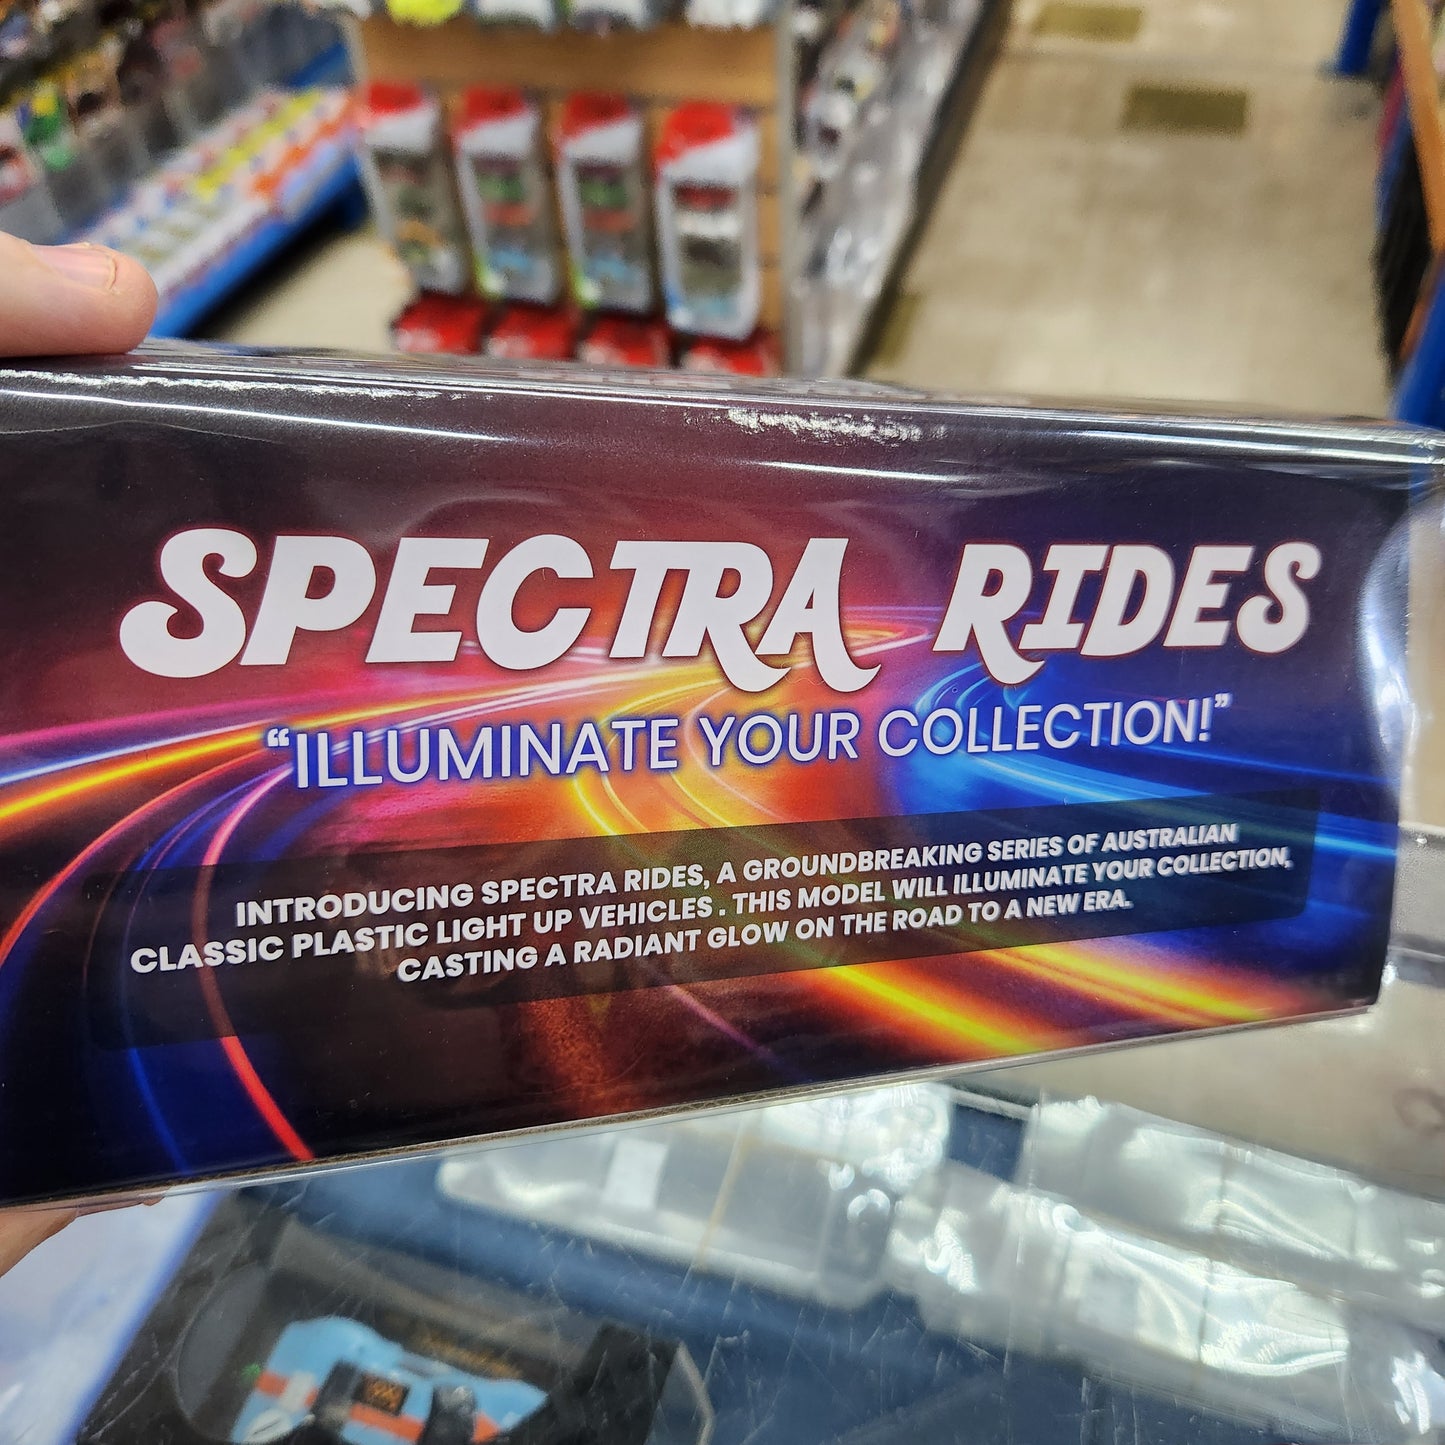 SPECTRA RIDES
“ILLUMINATE YOUR COLLECTION!”
INTRODUCING SPECTRA RIDES, A GROUNDBREAKING SERIES OF AUSTRALIAN
CLASSIC PLASTIC LIGHT UP VEHICLES . THIS MODEL WILL ILLUMINATE YOUR COLLECTION,
CASTING A RADIANT GLOW ON THE ROAD TO A NEW ERA.